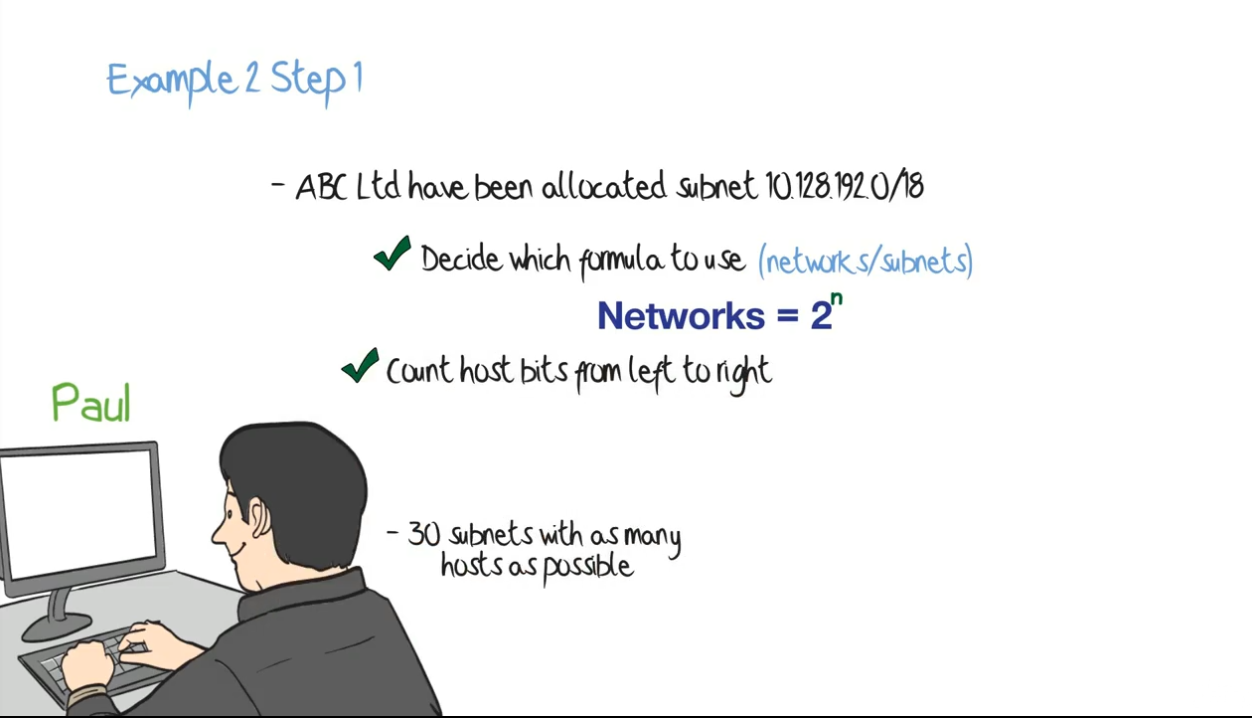 Example 2 Step 1
- ABC Ltd have been allocated subnet 10.128.192.0/18
✔ Decide which formula to use (networks/subnets)
Networks = 2ⁿ
✔ Count host bits from left to right
Paul
- 30 subnets with as many
hosts as possible